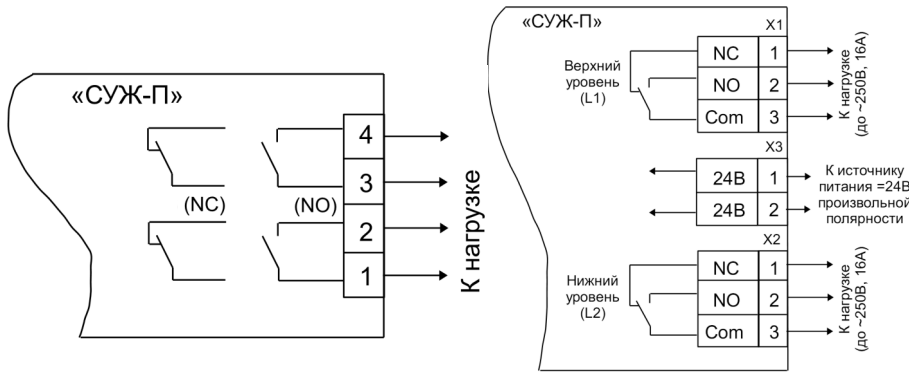 «СУЖ-П»
4
3
(NC)
(NO)
2
1
К нагрузке
«СУЖ-П»
X1
Верхний
уровень
(L1)
NC 1
NO 2
Com 3
К нагрузке
(до ~250В, 16А)
X3
24В 1
24В 2
К источнику
питания =24В
произвольной
полярности
X2
Нижний
уровень
(L2)
NC 1
NO 2
Com 3
К нагрузке
(до ~250В, 16А)